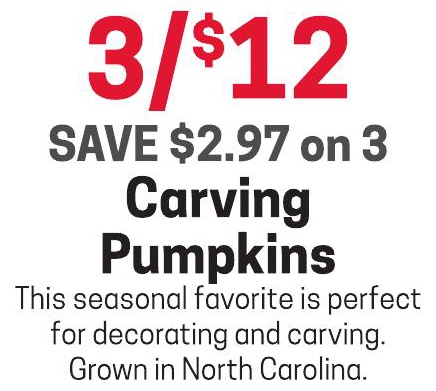 3/$12
SAVE $2.97 on 3
Carving
Pumpkins
This seasonal favorite is perfect
for decorating and carving.
Grown in North Carolina.